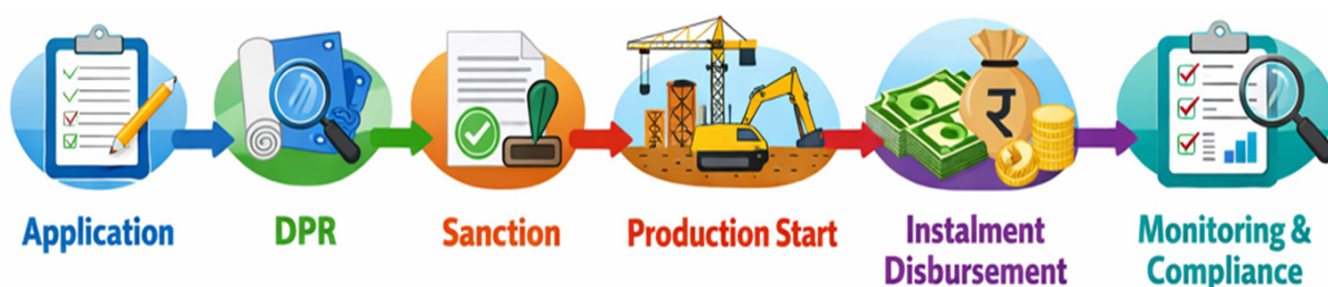 Application
DPR
Sanction
Production Start
Instalment
Disbursement
Monitoring &
Compliance